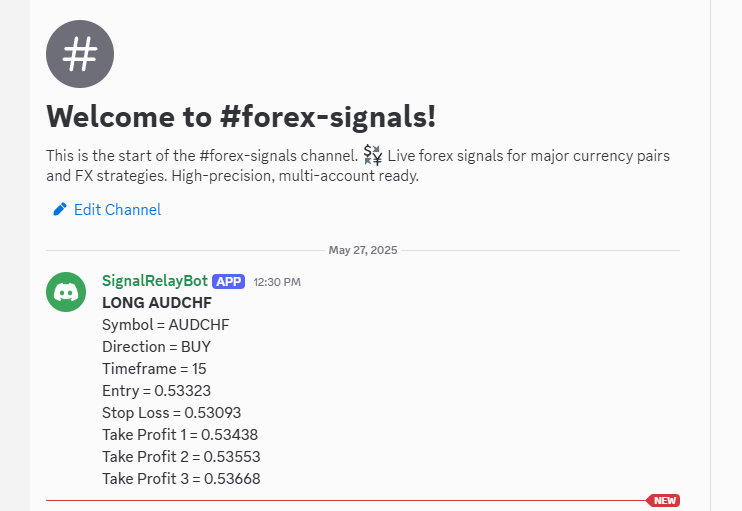 #
Welcome to #forex-signals!
This is the start of the #forex-signals channel. 💱 Live forex signals for major currency pairs
and FX strategies. High-precision, multi-account ready.
Edit Channel
May 27, 2025
SignalRelayBot APP 12:30 PM
LONG AUDCHF
Symbol = AUDCHF
Direction = BUY
Timeframe = 15
Entry = 0.53323
Stop Loss = 0.53093
Take Profit 1 = 0.53438
Take Profit 2 = 0.53553
Take Profit 3 = 0.53668
NEW